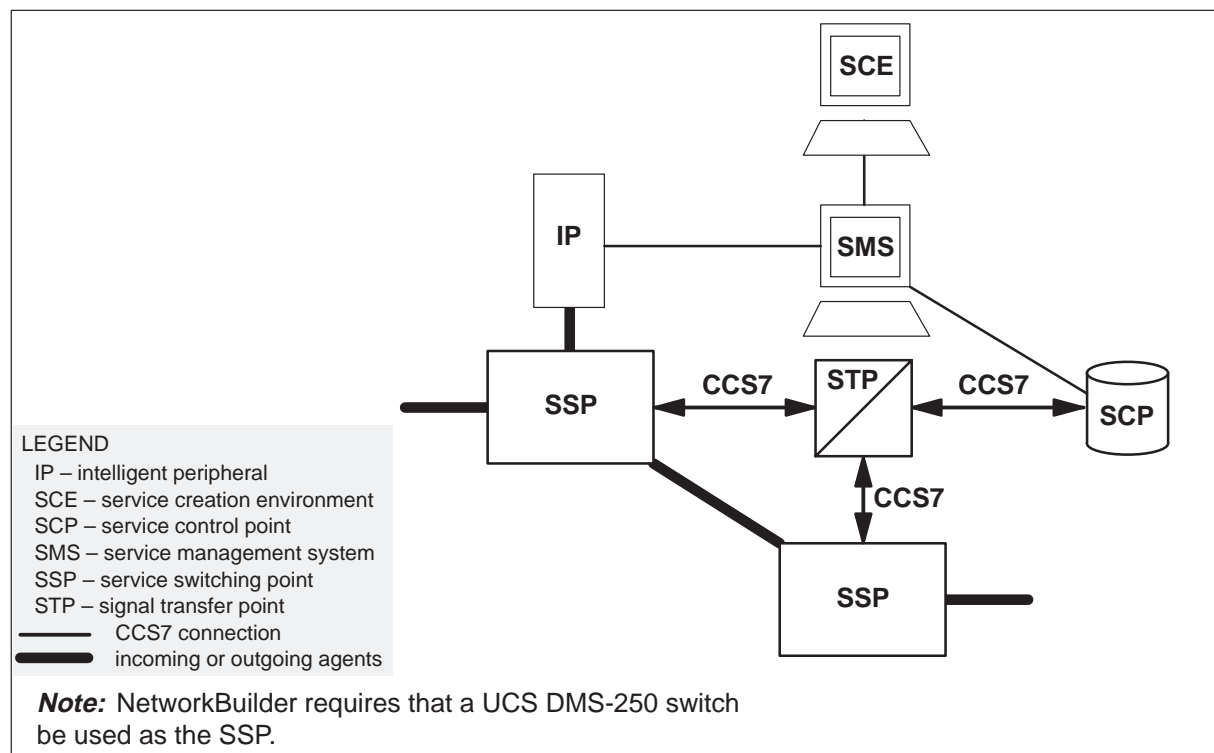 SCE
IP
SMS
SSP
CCS7
STP
CCS7
SCP
CCS7
SSP
LEGEND
IP – intelligent peripheral
SCE – service creation environment
SCP – service control point
SMS – service management system
SSP – service switching point
STP – signal transfer point
CCS7 connection
incoming or outgoing agents
Note: NetworkBuilder requires that a UCS DMS-250 switch
be used as the SSP.